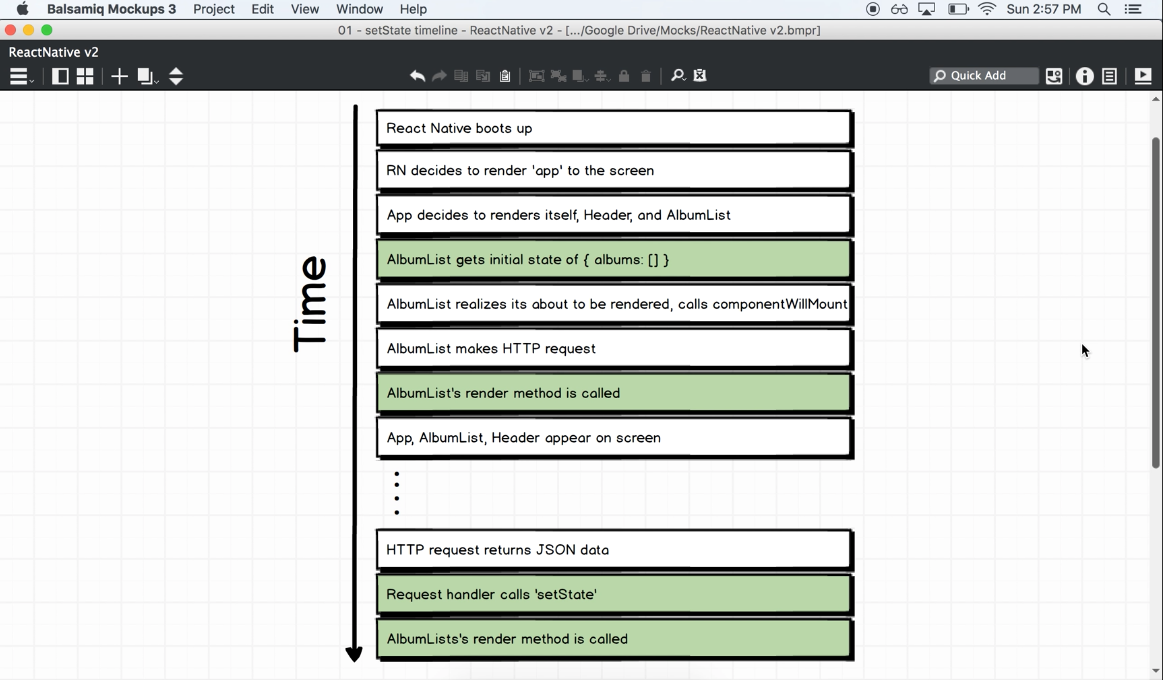 Balsamiq Mockups 3 Project Edit View Window Help Sun 2:57 PM
01 - setState timeline - ReactNative v2 - [.../Google Drive/Mocks/ReactNative v2.bmpr]
ReactNative v2
Quick Add
React Native boots up
RN decides to render 'app' to the screen
App decides to renders itself, Header, and AlbumList
AlbumList gets initial state of { albums: [] }
AlbumList realizes its about to be rendered, calls componentWillMount
AlbumList makes HTTP request
AlbumList's render method is called
App, AlbumList, Header appear on screen
HTTP request returns JSON data
Request handler calls 'setState'
AlbumLists's render method is called
Time